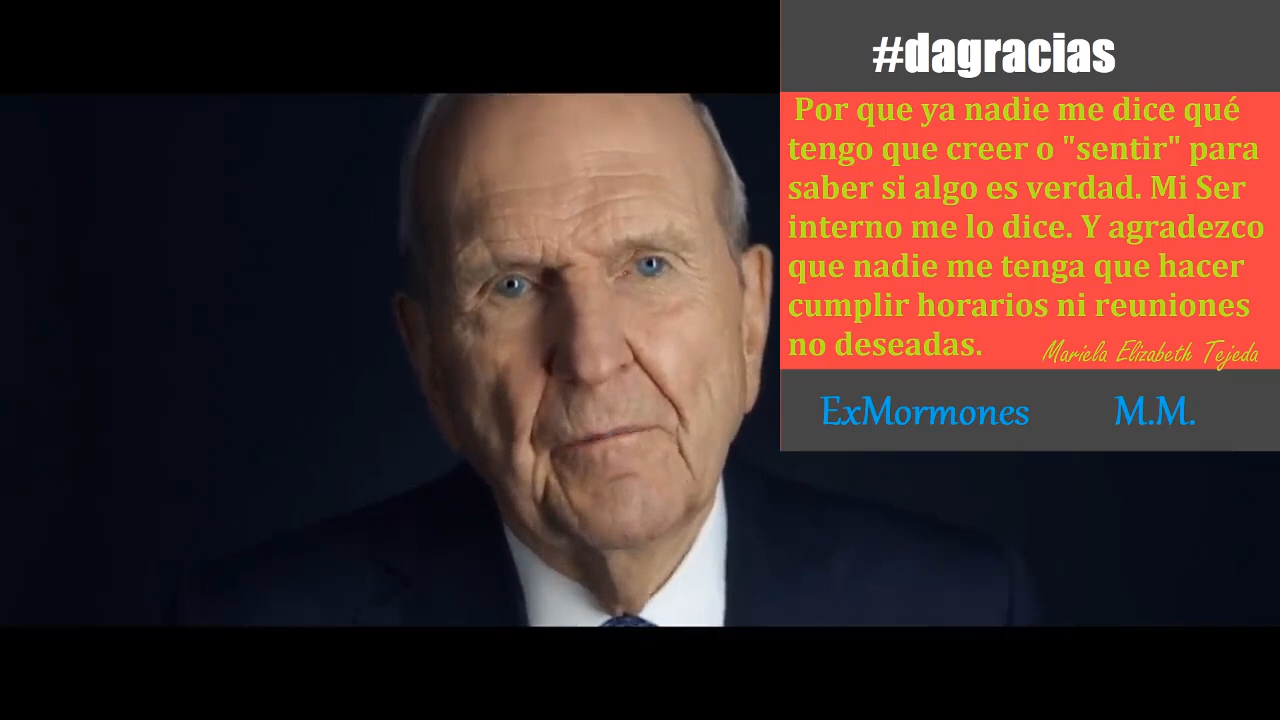 #dagracias
Por que ya nadie me dice qué
tengo que creer o "sentir" para
saber si algo es verdad. Mi Ser
interno me lo dice. Y agradezco
que nadie me tenga que hacer
cumplir horarios ni reuniones
no deseadas. Mariela Elizabeth Tejeda
ExMormones M.M.